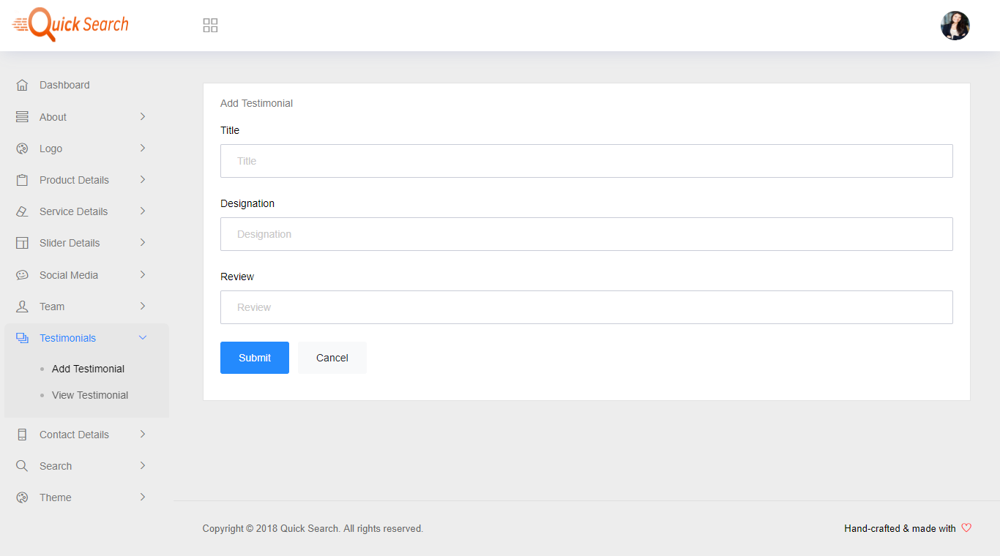 Quick Search
Dashboard
About
Logo
Product Details
Service Details
Slider Details
Social Media
Team
Testimonials
Add Testimonial
View Testimonial
Contact Details
Search
Theme
Add Testimonial
Title
Title
Designation
Designation
Review
Review
Submit Cancel
Copyright © 2018 Quick Search. All rights reserved. Hand-crafted & made with